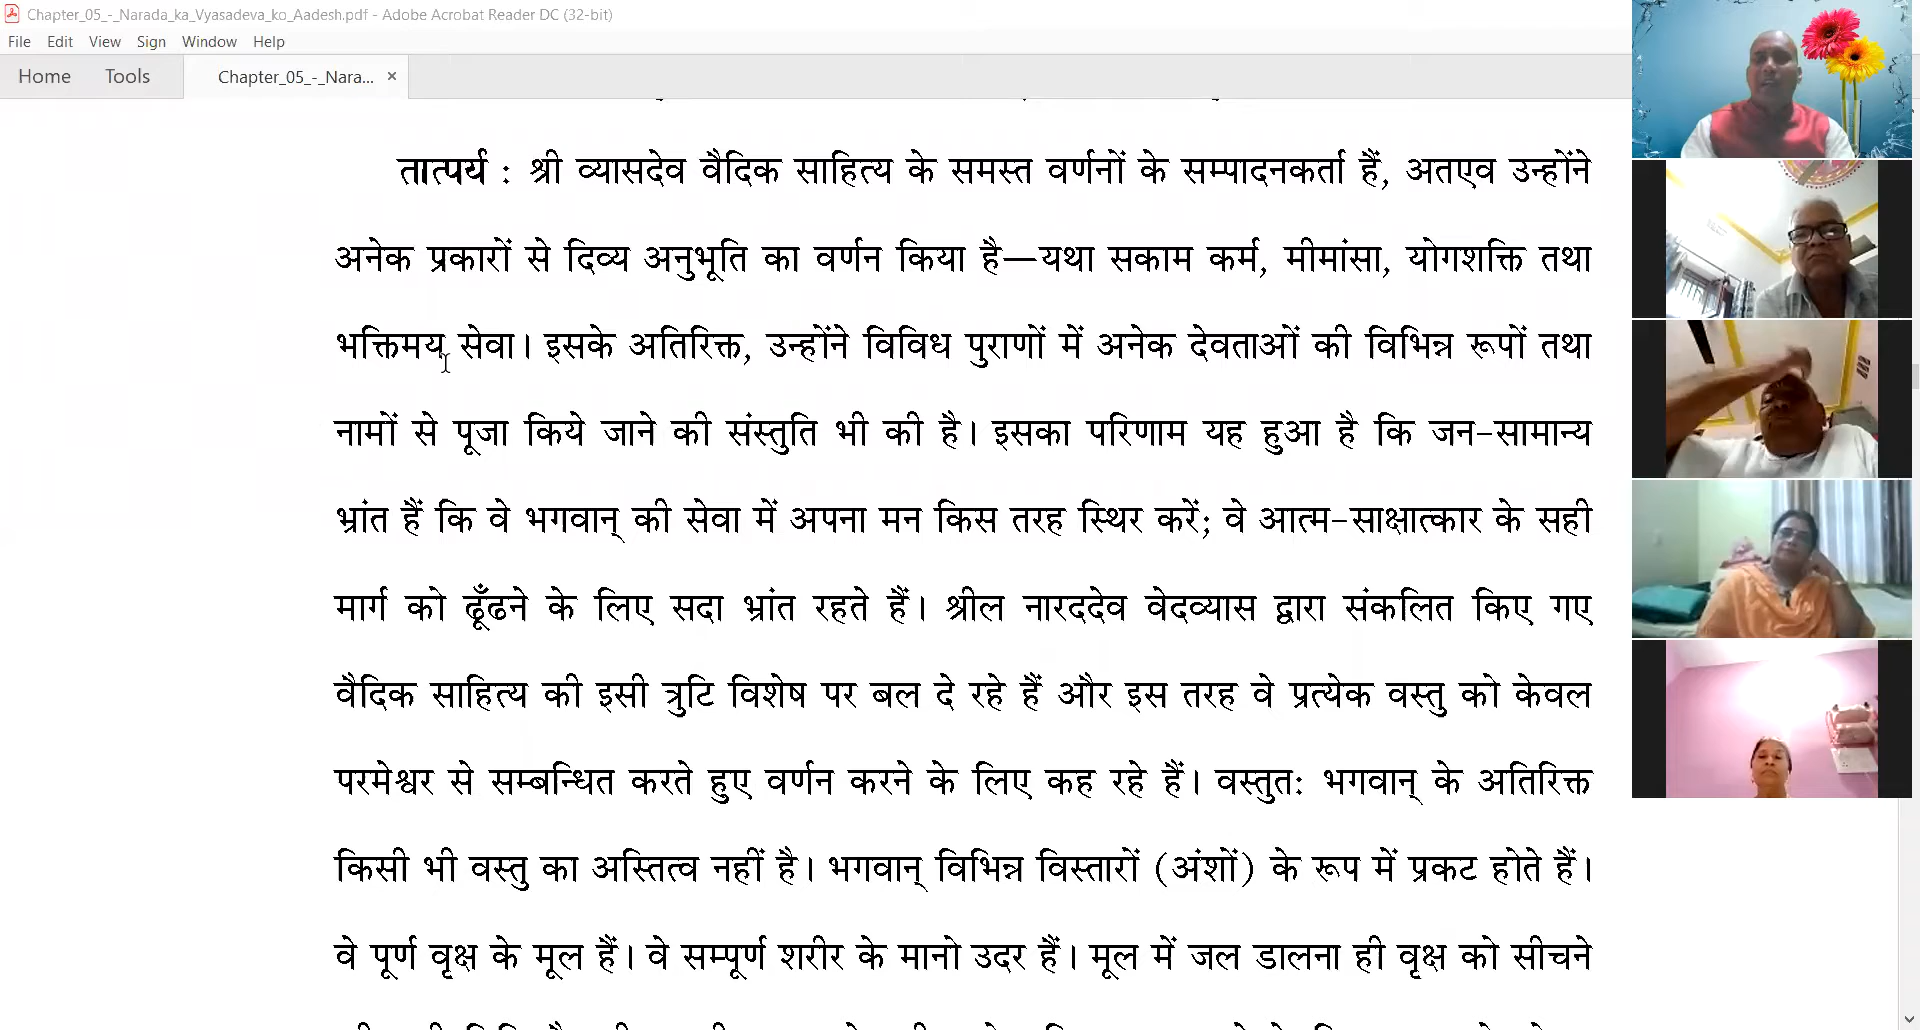 Chapter_05_-_Narada_ka_Vyasadeva_ko_Aadesh.pdf - Adobe Acrobat Reader DC (32-bit)
File Edit View Sign Window Help
Home Tools Chapter_05_-_Nara... ×
तात्पर्य : श्री व्यासदेव वैदिक साहित्य के समस्त वर्णनों के सम्पादनकर्ता हैं, अतएव उन्होंने
अनेक प्रकारों से दिव्य अनुभूति का वर्णन किया है—यथा सकाम कर्म, मीमांसा, योगशक्ति तथा
भक्तिमय सेवा। इसके अतिरिक्त, उन्होंने विविध पुराणों में अनेक देवताओं की विभिन्न रूपों तथा
नामों से पूजा किये जाने की संस्तुति भी की है। इसका परिणाम यह हुआ है कि जन-सामान्य
भ्रांत हैं कि वे भगवान् की सेवा में अपना मन किस तरह स्थिर करें; वे आत्म-साक्षात्कार के सही
मार्ग को ढूँढने के लिए सदा भ्रांत रहते हैं। श्रील नारददेव वेदव्यास द्वारा संकलित किए गए
वैदिक साहित्य की इसी त्रुटि विशेष पर बल दे रहे हैं और इस तरह वे प्रत्येक वस्तु को केवल
परमेश्वर से सम्बन्धित करते हुए वर्णन करने के लिए कह रहे हैं। वस्तुतः भगवान् के अतिरिक्त
किसी भी वस्तु का अस्तित्व नहीं है। भगवान् विभिन्न विस्तारों (अंशों) के रूप में प्रकट होते हैं।
वे पूर्ण वृक्ष के मूल हैं। वे सम्पूर्ण शरीर के मानो उदर हैं। मूल में जल डालना ही वृक्ष को सीचने